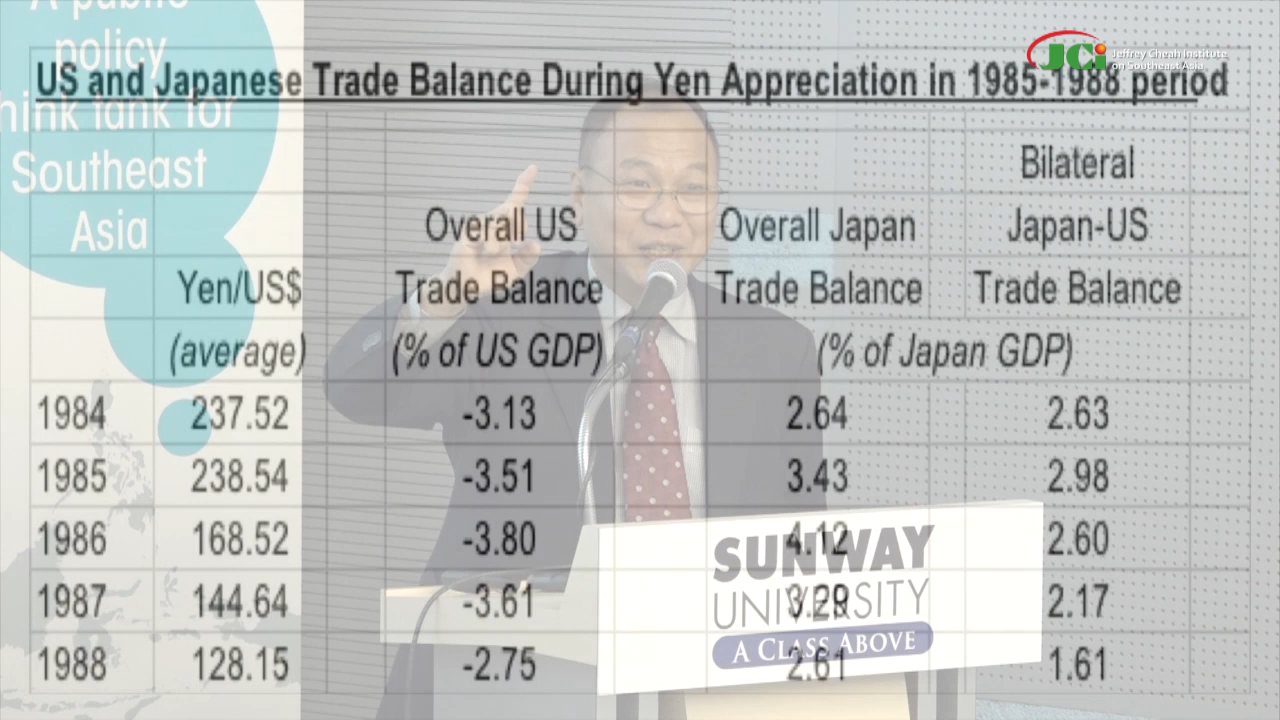 A public
policy
think tank for
Southeast
Asia
JCi
Jeffrey Cheah Institute
on Southeast Asia
US and Japanese Trade Balance During Yen Appreciation in 1985-1988 period
Bilateral
Overall US Overall Japan Japan-US
Yen/US$ Trade Balance Trade Balance Trade Balance
(average) (% of US GDP) (% of Japan GDP)
1984 237.52 -3.13 2.64 2.63
1985 238.54 -3.51 3.43 2.98
1986 168.52 -3.80 4.12 2.60
1987 144.64 -3.61 3.29 2.17
1988 128.15 -2.75 2.61 1.61
SUNWAY
UNIVERSITY
A CLASS ABOVE